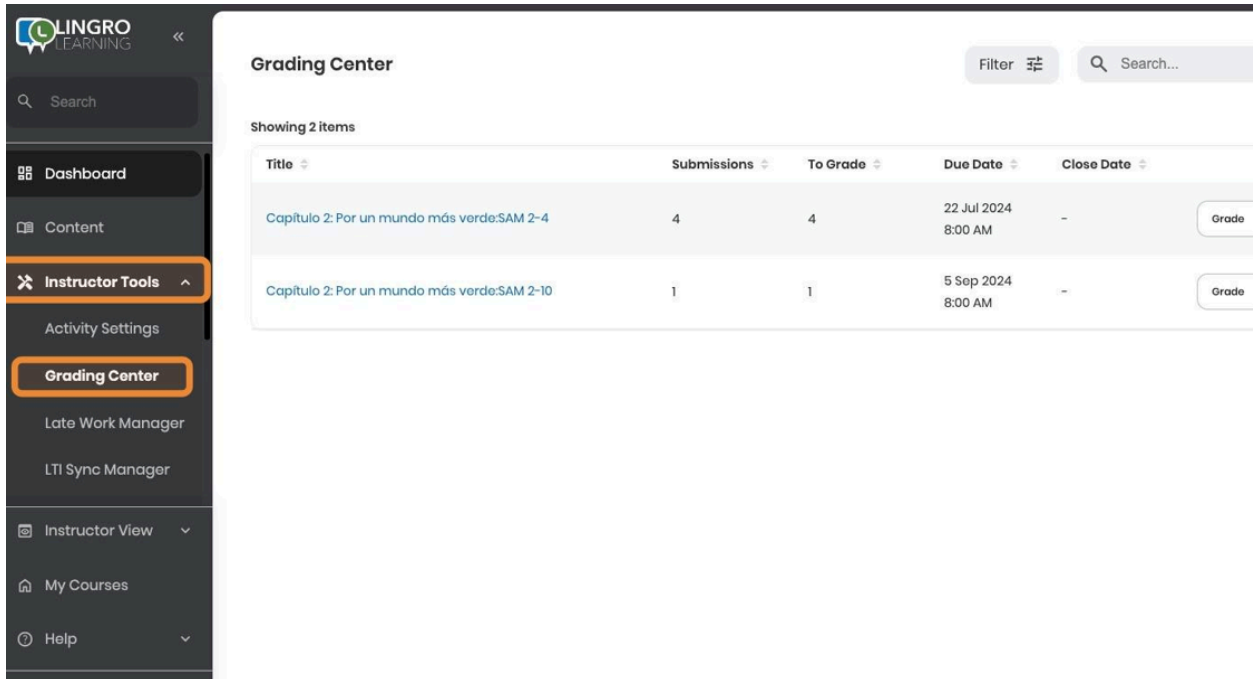 LINGRO
LEARNING
Search
Dashboard
Content
Instructor Tools
Activity Settings
Grading Center
Late Work Manager
LTI Sync Manager
Instructor View
My Courses
Help
Grading Center
Filter
Search...
Showing 2 items
Title Submissions To Grade Due Date Close Date
Capítulo 2: Por un mundo más verde:SAM 2-4 4 4 22 Jul 2024 - Grade
8:00 AM
Capítulo 2: Por un mundo más verde:SAM 2-10 1 1 5 Sep 2024 - Grade
8:00 AM